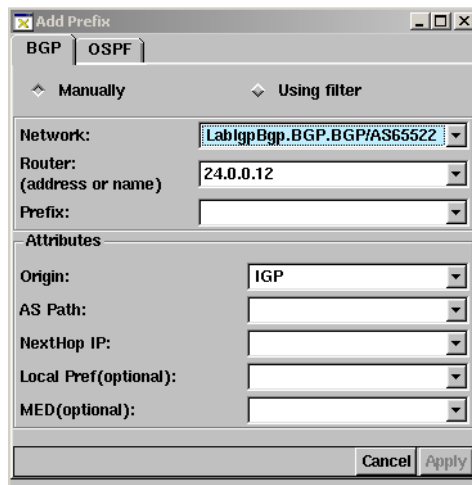 Add Prefix
BGP OSPF
Manually Using filter
Network: LabIgpBgp.BGP.BGP/AS65522
Router:
(address or name) 24.0.0.12
Prefix:
Attributes
Origin: IGP
AS Path:
NextHop IP:
Local Pref(optional):
MED(optional):
Cancel Apply